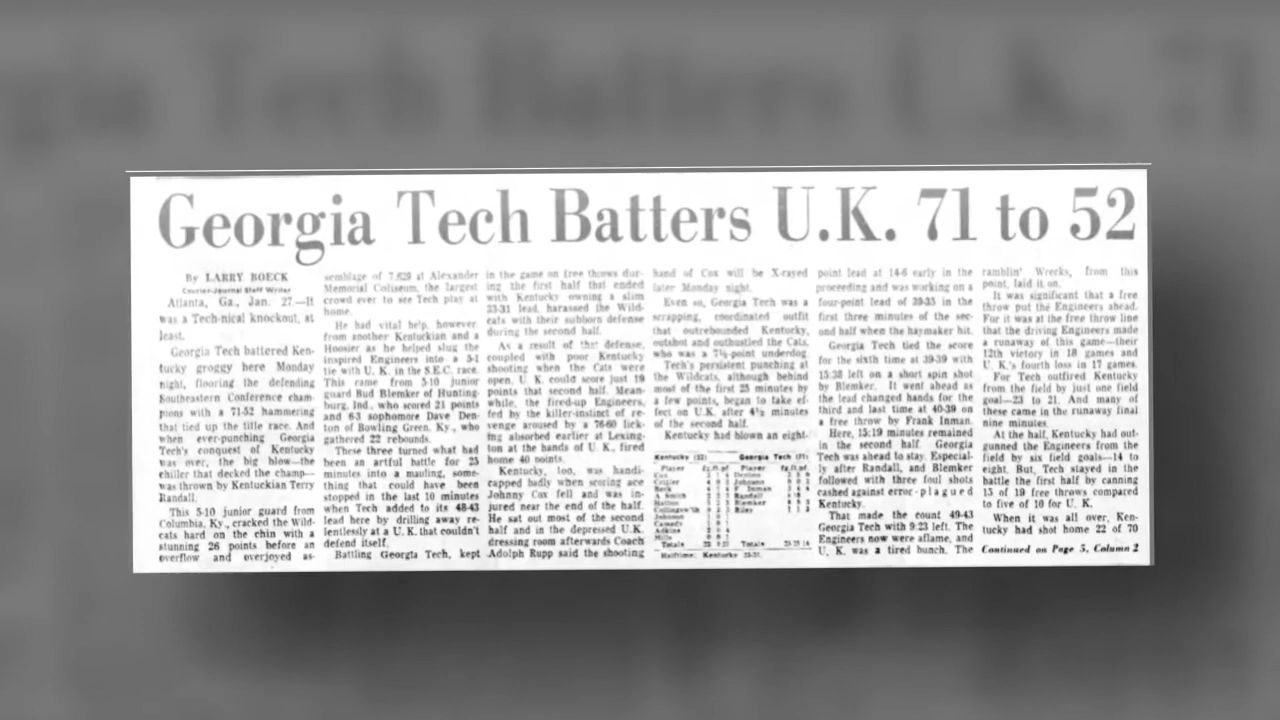 Georgia Tech Batters U.K. 71 to 52
By LARRY BOECK
Courier-Journal Staff Writer
Atlanta, Ga., Jan. 27.—It
was a Tech-nical knockout, at
least.
Georgia Tech battered Ken-
tucky groggy here Monday
night, flooring the defending
Southeastern Conference cham-
pions with a 71-52 hammering
that tied up the title race. And
when ever-punching Georgia
Tech's conquest of Kentucky
was over, the big blow—the
chiller that decked the champ—
was thrown by Kentuckian Terry
Randall.
This 5-10 junior guard from
Columbia, Ky., cracked the Wild-
cats hard on the chin with a
stunning 26 points before an
overflow and overjoyed as-
semblage of 7,629 at Alexander
Memorial Coliseum, the largest
crowd ever to see Tech play at
home.
He had vital help, however,
from another Kentuckian and a
Hoosier as he helped slug the
inspired Engineers into a 5-1
tie with U. K. in the S.E.C. race.
This came from 5-10 junior
guard Bud Blemker of Hunting-
burg, Ind., who scored 21 points
and 6-3 sophomore Dave Den-
ton of Bowling Green, Ky., who
gathered 22 rebounds.
These three turned what had
been an artful battle for 25
minutes into a mauling, some-
thing that could have been
stopped in the last 10 minutes
when Tech added to its 48-43
lead here by drilling away re-
lentlessly at a U. K. that couldn't
defend itself.
Battling Georgia Tech, kept
in the game on free throws dur-
ing the first half that ended
with Kentucky owning a slim
33-31 lead, harassed the Wild-
cats with their subborn defense
during the second half.
As a result of that defense,
coupled with poor Kentucky
shooting when the Cats were
open, U. K. could score just 19
points that second half. Mean-
while, the fired-up Engineers,
fed by the killer-instinct of re-
venge aroused by a 76-60 lick-
ing absorbed earlier at Lexing-
ton at the hands of U. K., fired
home 40 points.
Kentucky, too, was handi-
capped badly when scoring ace
Johnny Cox fell and was in-
jured near the end of the half.
He sat out most of the second
half and in the depressed U.K.
dressing room afterwards Coach
Adolph Rupp said the shooting
hand of Cox will be X-rayed
later Monday night.
Even so, Georgia Tech was a
scrapping, coordinated outfit
that outrebounded Kentucky,
outshot and outhustled the Cats,
who was a 7½-point underdog.
Tech's persistent punching at
the Wildcats, although behind
most of the first 25 minutes by
a few points, began to take ef-
fect on U.K. after 4½ minutes
of the second half.
Kentucky had blown an eight-
Kentucky (52) Georgia Tech (71)
Player Player
Cox Denton
Crigler
Beck Inman
A Smith Randall
Hatton Blemker
Collinsw'th
Johnson
Adkins
Mills
Totals Totals
Halftime: Kentucky 33-31.
point lead at 14-6 early in the
proceeding and was working on a
four-point lead of 39-35 in the
first three minutes of the sec-
ond half when the haymaker hit.
Georgia Tech tied the score
for the sixth time at 39-39 with
15:38 left on a short spin shot
by Blemker. It went ahead as
the lead changed hands for the
third and last time at 40-39 on
a free throw by Frank Inman.
Here, 15:19 minutes remained
in the second half. Georgia
Tech was ahead to stay. Especial-
ly after Randall, and Blemker
followed with three foul shots
cashed against error-plagued
Kentucky.
That made the count 49-43
Georgia Tech with 9:23 left. The
Engineers now were aflame, and
U. K. was a tired bunch. The
ramblin' Wrecks, from this
point, laid it on.
It was significant that a free
throw put the Engineers ahead.
For it was at the free throw line
that the driving Engineers made
a runaway of this game—their
12th victory in 18 games and
U. K.'s fourth loss in 17 games.
For Tech outfired Kentucky
from the field by just one field
goal—23 to 21. And many of
these came in the runaway final
nine minutes.
At the half, Kentucky had out-
gunned the Engineers from the
field by six field goals—14 to
eight. But, Tech stayed in the
battle the first half by canning
15 of 19 free throws compared
to five of 10 for U. K.
When it was all over, Ken-
tucky had shot home 22 of 70
Continued on Page 5, Column 2